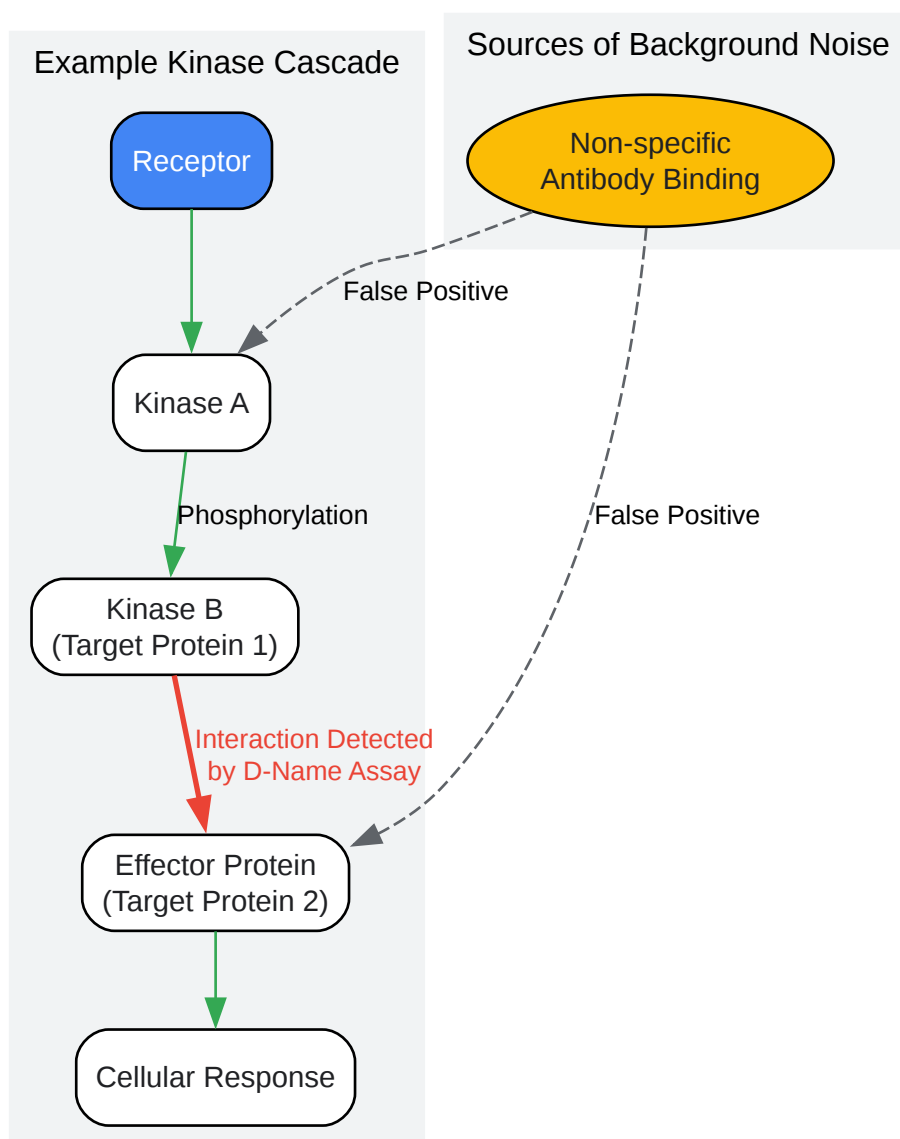 Example Kinase Cascade
Sources of Background Noise
Receptor
Non-specific
Antibody Binding
False Positive
Kinase A
Phosphorylation
False Positive
Kinase B
(Target Protein 1)
Interaction Detected
by D-Name Assay
Effector Protein
(Target Protein 2)
Cellular Response